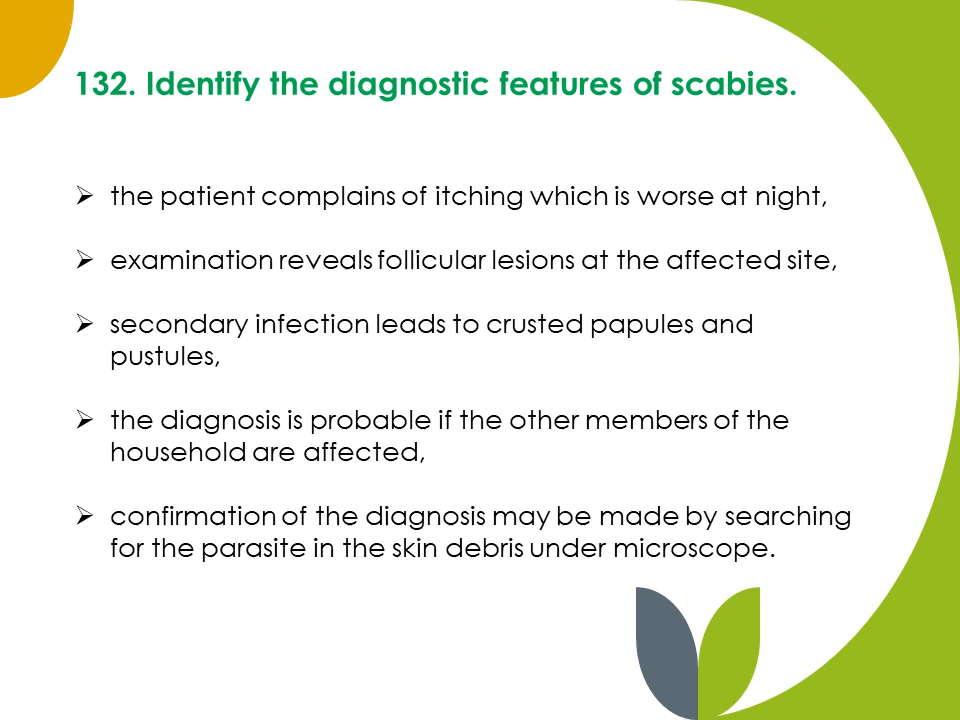 132. Identify the diagnostic features of scabies.
➢ the patient complains of itching which is worse at night,
➢ examination reveals follicular lesions at the affected site,
➢ secondary infection leads to crusted papules and
pustules,
➢ the diagnosis is probable if the other members of the
household are affected,
➢ confirmation of the diagnosis may be made by searching
for the parasite in the skin debris under microscope.